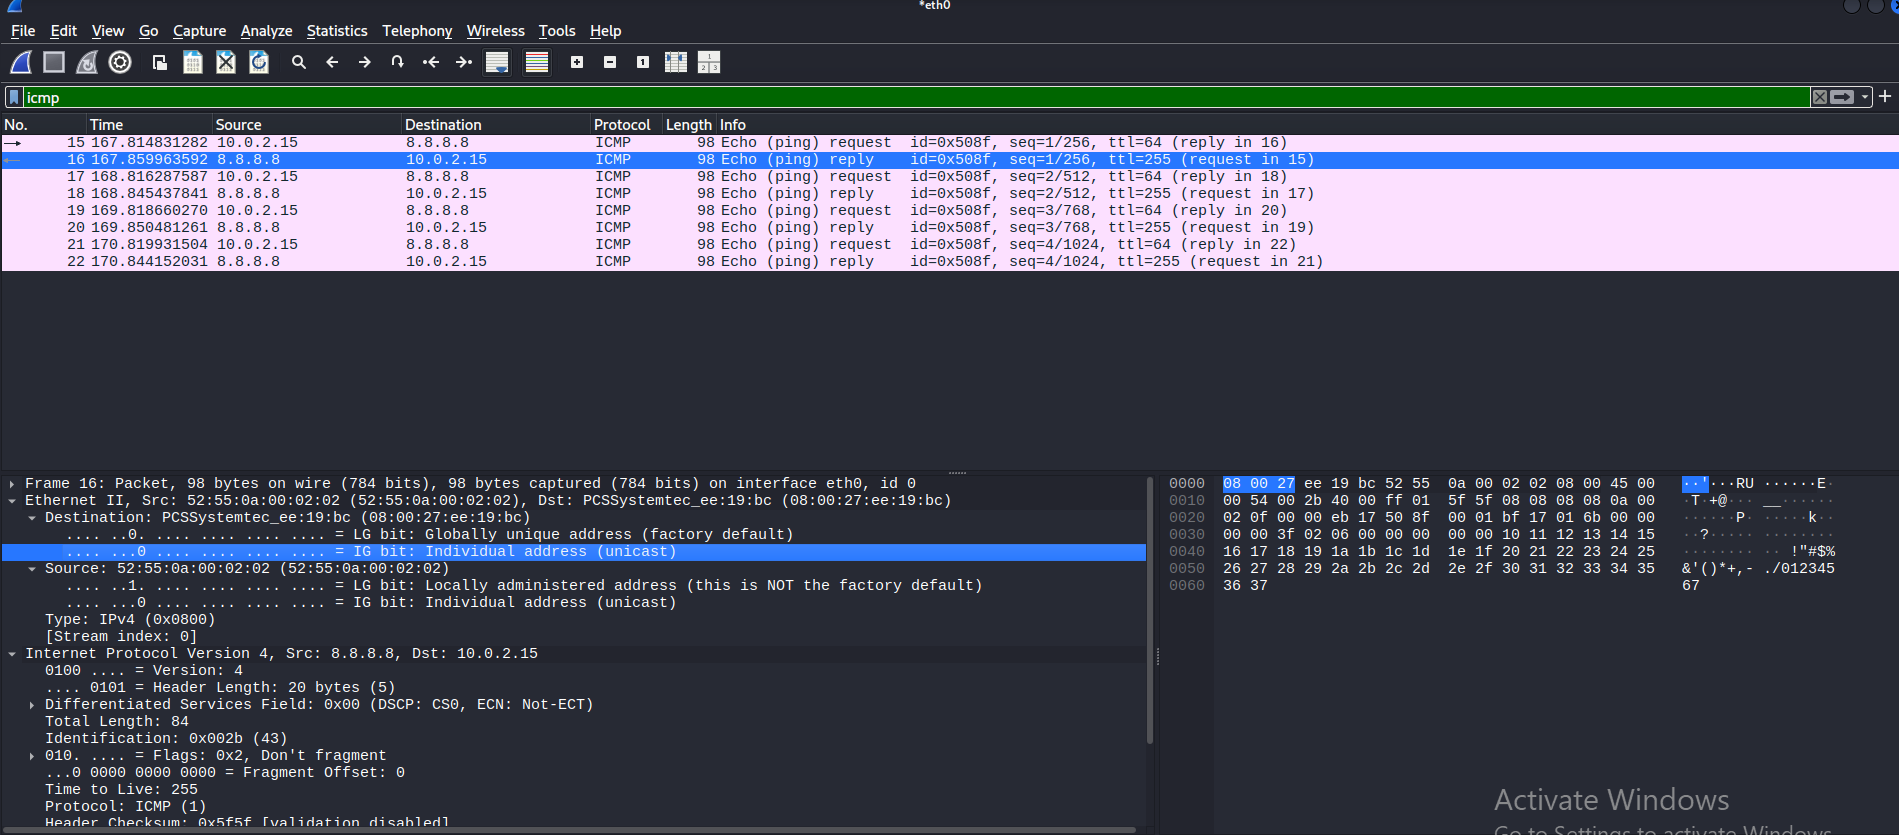 *eth0
File Edit View Go Capture Analyze Statistics Telephony Wireless Tools Help
icmp
No. Time Source Destination Protocol Length Info
15 167.814831282 10.0.2.15 8.8.8.8 ICMP 98 Echo (ping) request id=0x508f, seq=1/256, ttl=64 (reply in 16)
16 167.859963592 8.8.8.8 10.0.2.15 ICMP 98 Echo (ping) reply id=0x508f, seq=1/256, ttl=255 (request in 15)
17 168.816287587 10.0.2.15 8.8.8.8 ICMP 98 Echo (ping) request id=0x508f, seq=2/512, ttl=64 (reply in 18)
18 168.845437841 8.8.8.8 10.0.2.15 ICMP 98 Echo (ping) reply id=0x508f, seq=2/512, ttl=255 (request in 17)
19 169.818660270 10.0.2.15 8.8.8.8 ICMP 98 Echo (ping) request id=0x508f, seq=3/768, ttl=64 (reply in 20)
20 169.850481261 8.8.8.8 10.0.2.15 ICMP 98 Echo (ping) reply id=0x508f, seq=3/768, ttl=255 (request in 19)
21 170.819931504 10.0.2.15 8.8.8.8 ICMP 98 Echo (ping) request id=0x508f, seq=4/1024, ttl=64 (reply in 22)
22 170.844152031 8.8.8.8 10.0.2.15 ICMP 98 Echo (ping) reply id=0x508f, seq=4/1024, ttl=255 (request in 21)
Frame 16: Packet, 98 bytes on wire (784 bits), 98 bytes captured (784 bits) on interface eth0, id 0
Ethernet II, Src: 52:55:0a:00:02:02 (52:55:0a:00:02:02), Dst: PCSSystemtec_ee:19:bc (08:00:27:ee:19:bc)
Destination: PCSSystemtec_ee:19:bc (08:00:27:ee:19:bc)
.... ..0. .... .... .... .... = LG bit: Globally unique address (factory default)
.... ...0 .... .... .... .... = IG bit: Individual address (unicast)
Source: 52:55:0a:00:02:02 (52:55:0a:00:02:02)
.... ..1. .... .... .... .... = LG bit: Locally administered address (this is NOT the factory default)
.... ...0 .... .... .... .... = IG bit: Individual address (unicast)
Type: IPv4 (0x0800)
[Stream index: 0]
Internet Protocol Version 4, Src: 8.8.8.8, Dst: 10.0.2.15
0100 .... = Version: 4
.... 0101 = Header Length: 20 bytes (5)
Differentiated Services Field: 0x00 (DSCP: CS0, ECN: Not-ECT)
Total Length: 84
Identification: 0x002b (43)
010. .... = Flags: 0x2, Don't fragment
...0 0000 0000 0000 = Fragment Offset: 0
Time to Live: 255
Protocol: ICMP (1)
Header Checksum: 0x5f5f [validation disabled]
0000 08 00 27 ee 19 bc 52 55 0a 00 02 02 08 00 45 00 ··'···RU ······E·
0010 00 54 00 2b 40 00 ff 01 5f 5f 08 08 08 08 0a 00 ·T·+@··· __······
0020 02 0f 00 00 eb 17 50 8f 00 01 bf 17 01 6b 00 00 ······P· ·····k··
0030 00 00 3f 02 06 00 00 00 00 00 10 11 12 13 14 15 ··?····· ········
0040 16 17 18 19 1a 1b 1c 1d 1e 1f 20 21 22 23 24 25 ········ ·· !"#$%
0050 26 27 28 29 2a 2b 2c 2d 2e 2f 30 31 32 33 34 35 &'()*+,- ./012345
0060 36 37 67
Activate Windows
Go to Settings to activate Windows.